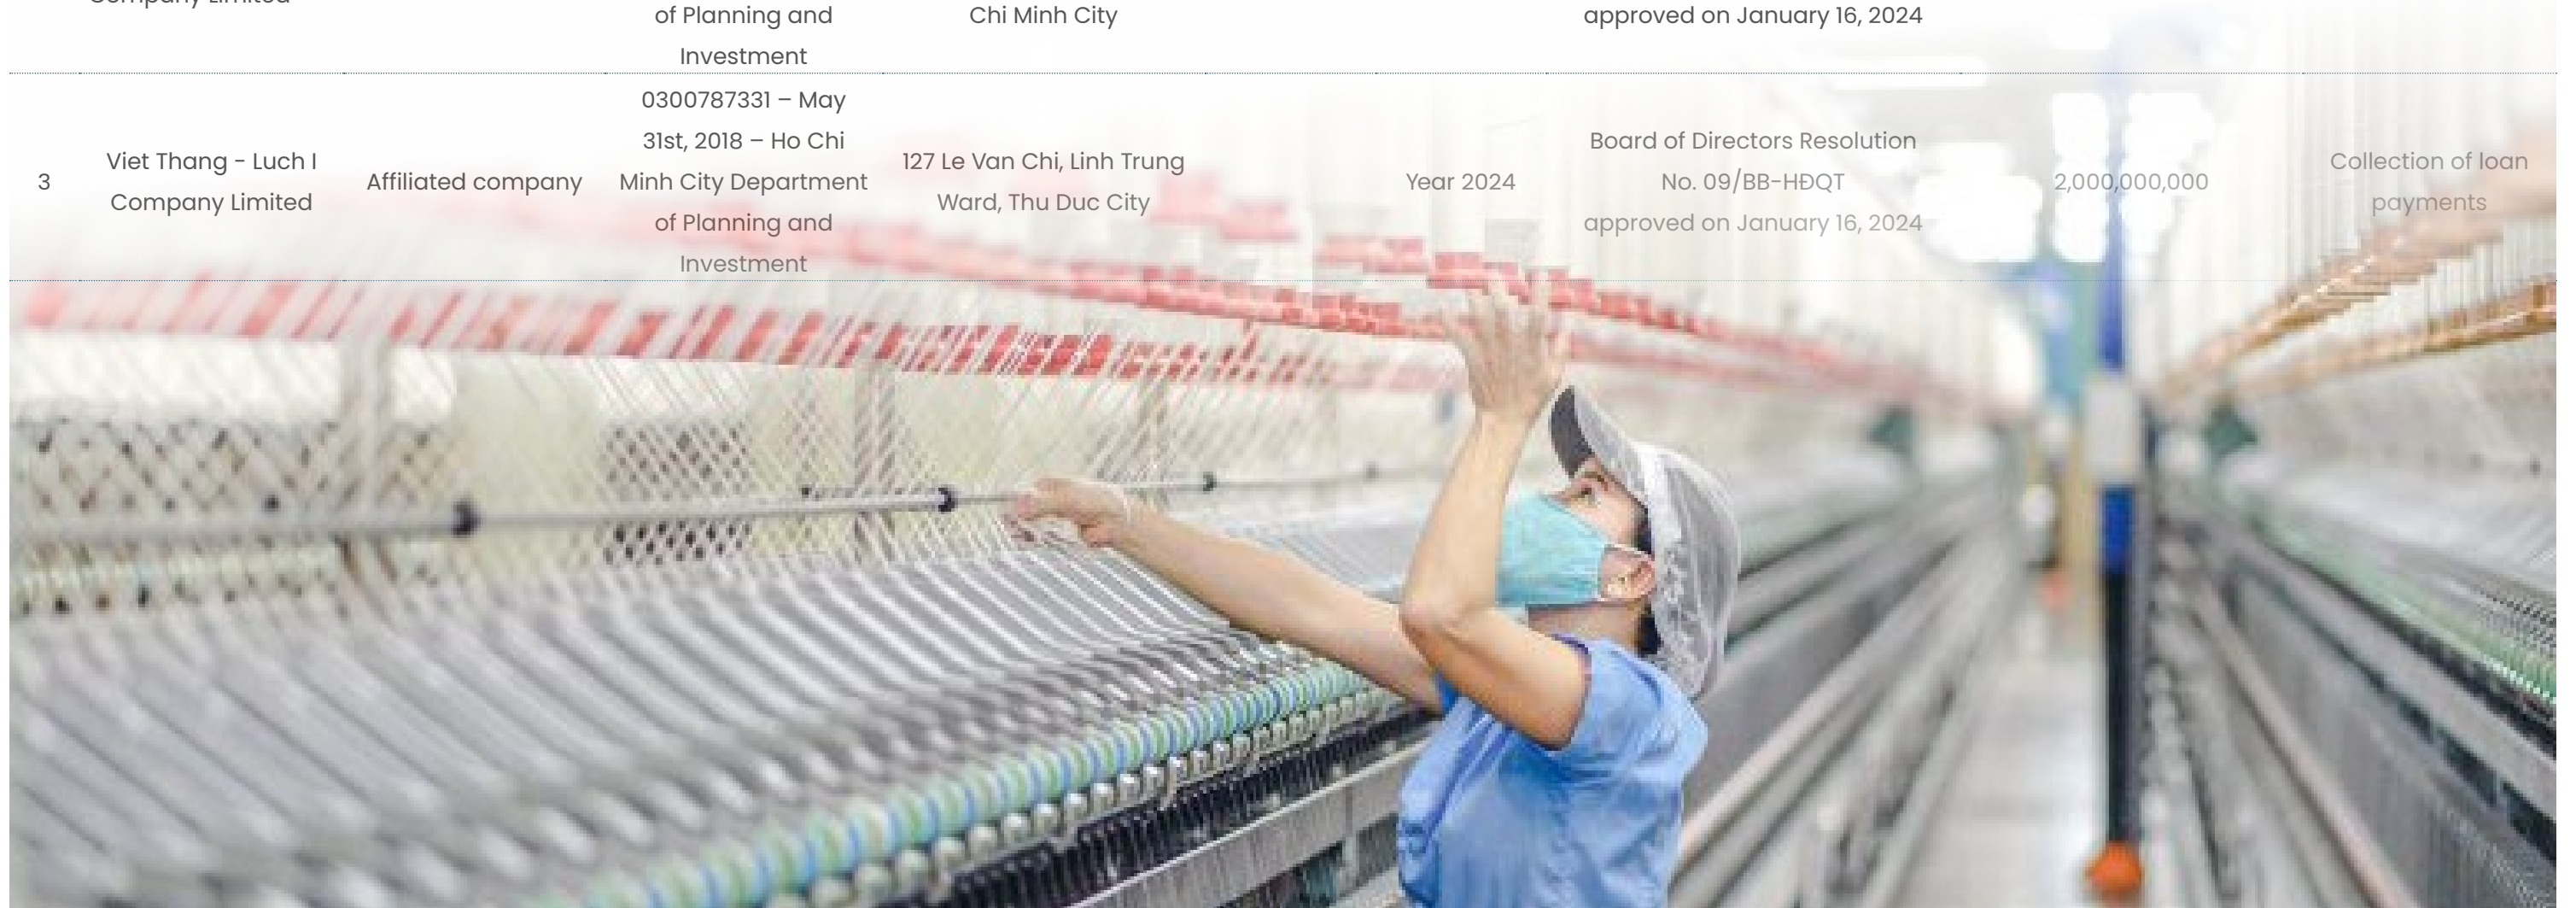 of Planning and
Investment
Chi Minh City
approved on January 16, 2024
3
Viet Thang - Luch I
Company Limited
Affiliated company
0300787331 – May
31st, 2018 – Ho Chi
Minh City Department
of Planning and
Investment
127 Le Van Chi, Linh Trung
Ward, Thu Duc City
Year 2024
Board of Directors Resolution
No. 09/BB-HĐQT
approved on January 16, 2024
2,000,000,000
Collection of loan
payments